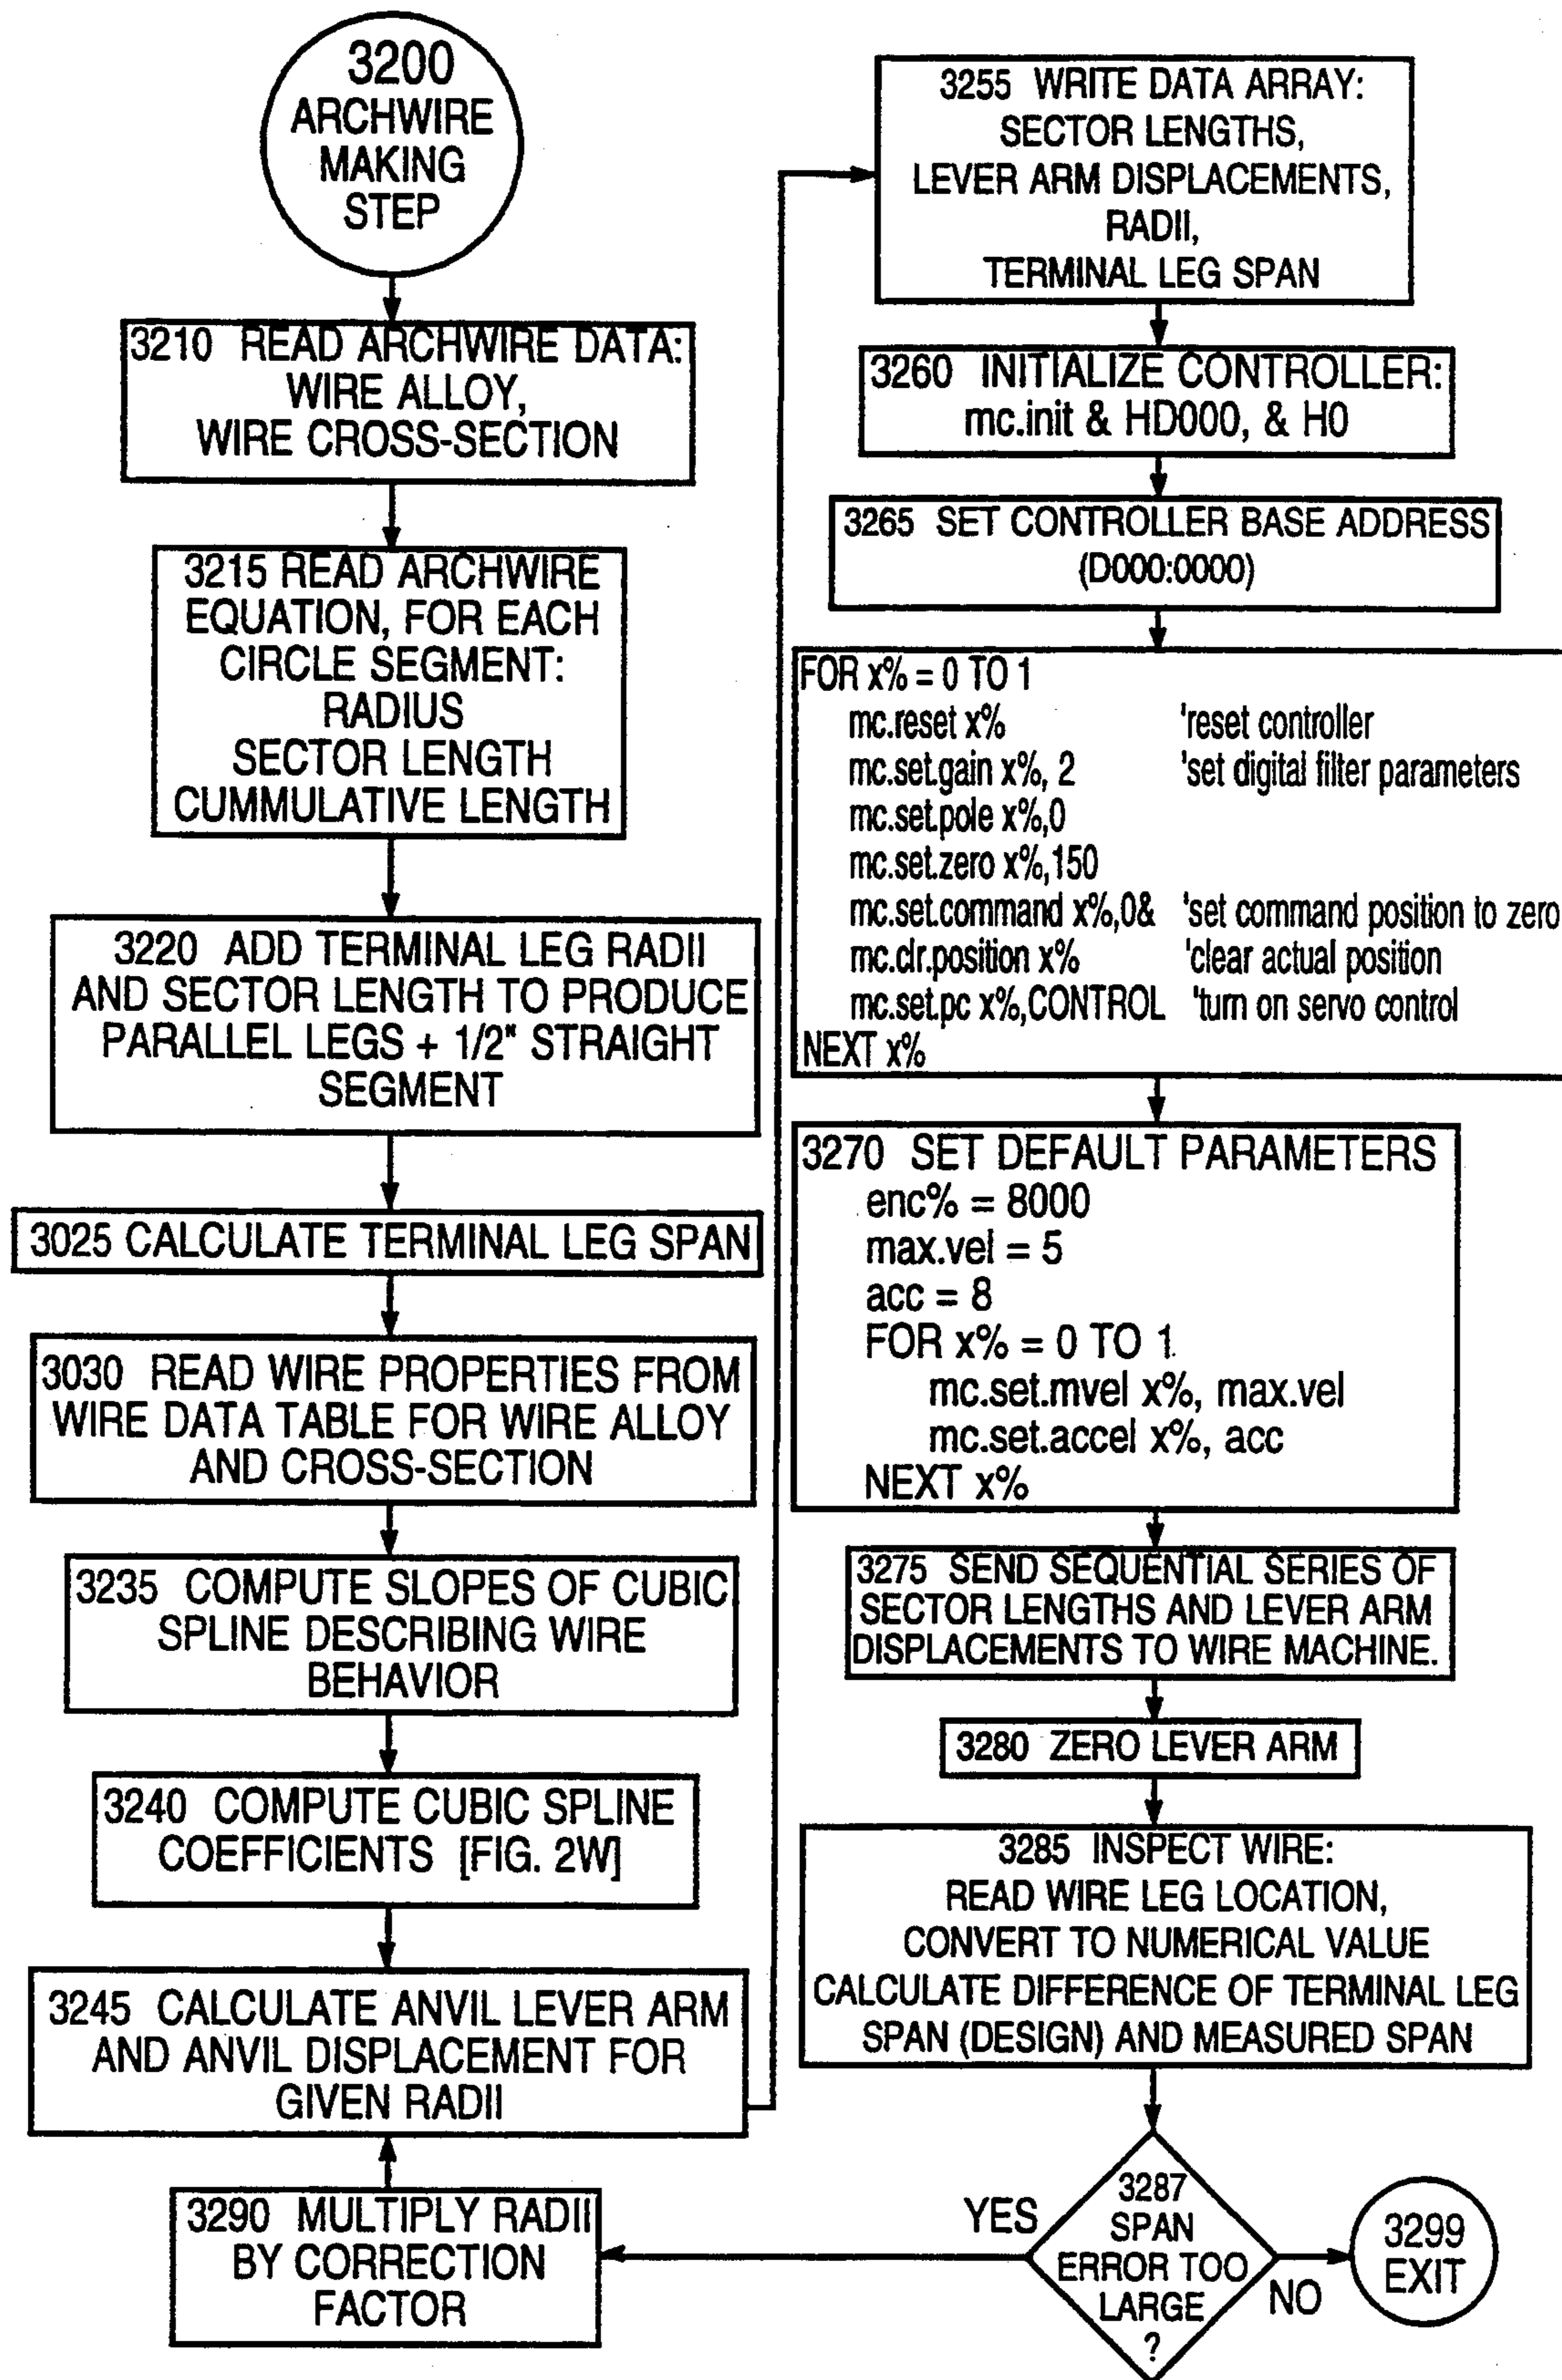 3200
ARCHWIRE
MAKING
STEP
3210 READ ARCHWIRE DATA:
WIRE ALLOY,
WIRE CROSS-SECTION
3215 READ ARCHWIRE
EQUATION, FOR EACH
CIRCLE SEGMENT:
RADIUS
SECTOR LENGTH
CUMMULATIVE LENGTH
3220 ADD TERMINAL LEG RADII
AND SECTOR LENGTH TO PRODUCE
PARALLEL LEGS + 1/2" STRAIGHT
SEGMENT
3025 CALCULATE TERMINAL LEG SPAN
3030 READ WIRE PROPERTIES FROM
WIRE DATA TABLE FOR WIRE ALLOY
AND CROSS-SECTION
3235 COMPUTE SLOPES OF CUBIC
SPLINE DESCRIBING WIRE
BEHAVIOR
3240 COMPUTE CUBIC SPLINE
COEFFICIENTS [FIG. 2W]
3245 CALCULATE ANVIL LEVER ARM
AND ANVIL DISPLACEMENT FOR
GIVEN RADII
3290 MULTIPLY RADII
BY CORRECTION
FACTOR
3255 WRITE DATA ARRAY:
SECTOR LENGTHS,
LEVER ARM DISPLACEMENTS,
RADII,
TERMINAL LEG SPAN
3260 INITIALIZE CONTROLLER:
mc.init & HD000, & H0
3265 SET CONTROLLER BASE ADDRESS
(D000:0000)
FOR x% = 0 TO 1
mc.reset x% 'reset controller
mc.set.gain x%, 2 'set digital filter parameters
mc.set.pole x%,0
mc.set.zero x%,150
mc.set.command x%,0& 'set command position to zero
mc.clr.position x% 'clear actual position
mc.set.pc x%,CONTROL 'turn on servo control
NEXT x%
3270 SET DEFAULT PARAMETERS
enc% = 8000
max.vel = 5
acc = 8
FOR x% = 0 TO 1
mc.set.mvel x%, max.vel
mc.set.accel x%, acc
NEXT x%
3275 SEND SEQUENTIAL SERIES OF
SECTOR LENGTHS AND LEVER ARM
DISPLACEMENTS TO WIRE MACHINE.
3280 ZERO LEVER ARM
3285 INSPECT WIRE:
READ WIRE LEG LOCATION,
CONVERT TO NUMERICAL VALUE
CALCULATE DIFFERENCE OF TERMINAL LEG
SPAN (DESIGN) AND MEASURED SPAN
3287
SPAN
ERROR TOO
LARGE
?
YES
NO
3299
EXIT